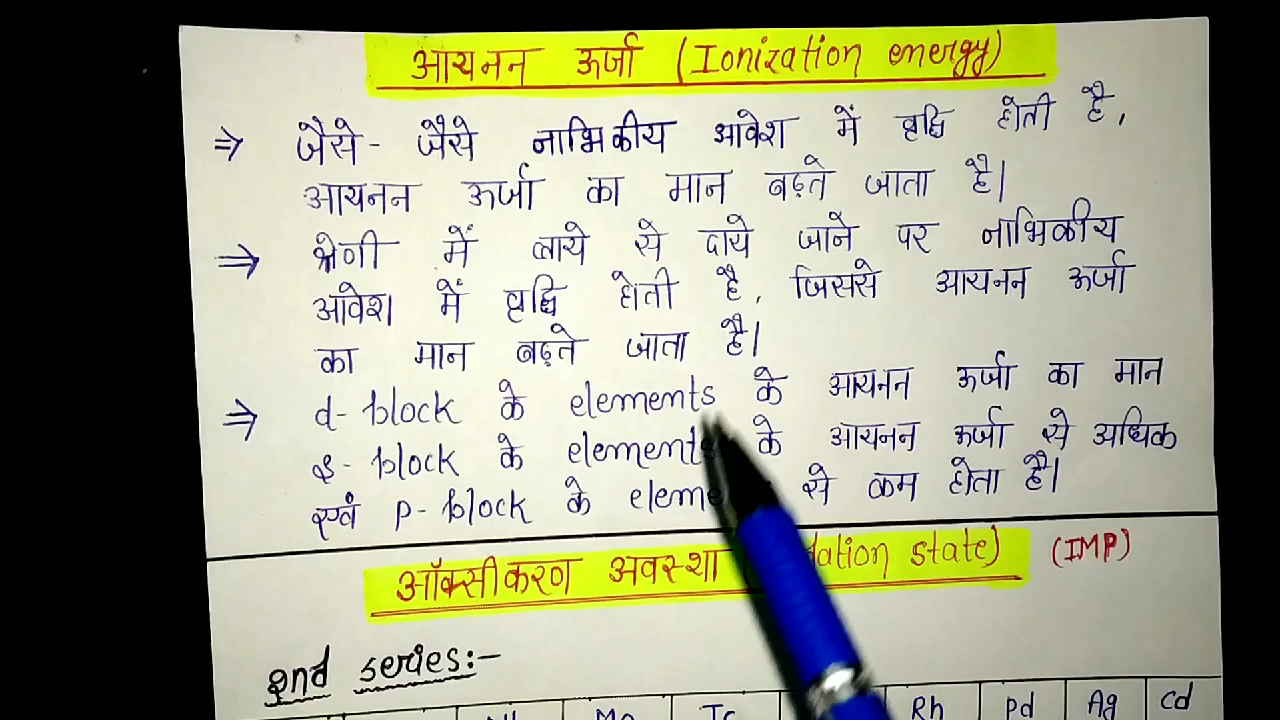 आयनन ऊर्जा (Ionization energy)
⇒ जैसे- जैसे नाभिकीय आवेश में वृद्धि होती है,
आयनन ऊर्जा का मान बढ़ते जाता है।
⇒ श्रेणी में बाये से दाये जाने पर नाभिकीय
आवेश में वृद्धि होती है, जिससे आयनन ऊर्जा
का मान बढ़ते जाता है।
⇒ d-block के elements के आयनन ऊर्जा का मान
s-block के elements के आयनन ऊर्जा से अधिक
एवं p-block के से कम होता है।
ऑक्सीकरण अवस्था state) (IMP)
2nd series:-
Tc Rh Pd Ag Cd